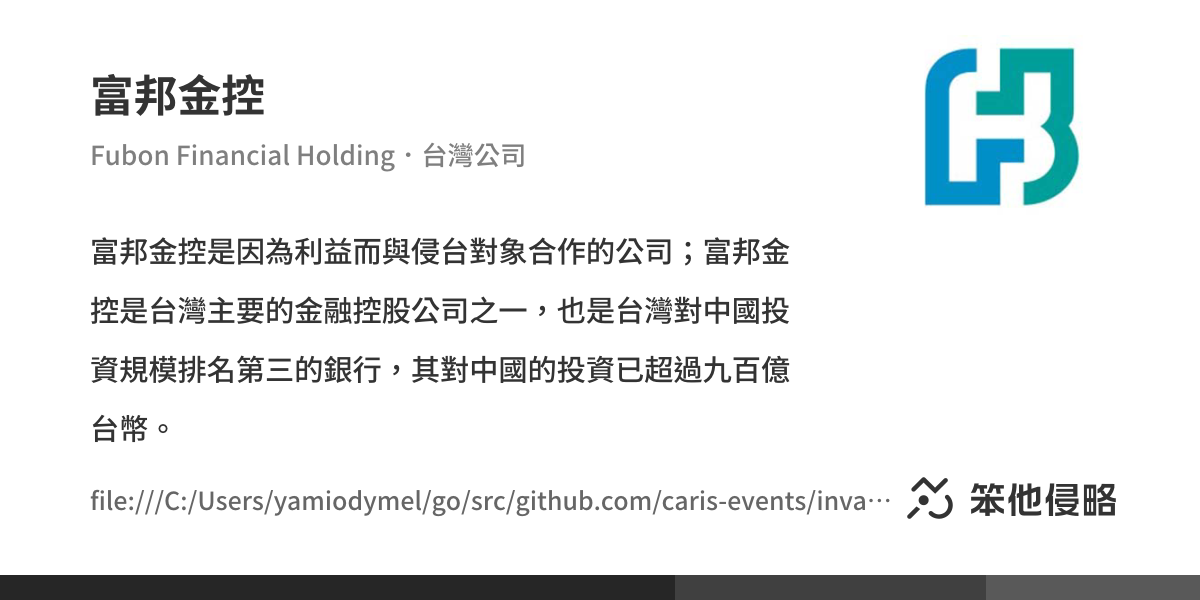 富邦金控
Fubon Financial Holding・台灣公司
富邦金控是因為利益而與侵台對象合作的公司；富邦金
控是台灣主要的金融控股公司之一，也是台灣對中國投
資規模排名第三的銀行，其對中國的投資已超過九百億
台幣。
file:///C:/Users/yamiodymel/go/src/github.com/caris-events/inva…
笨他侵略